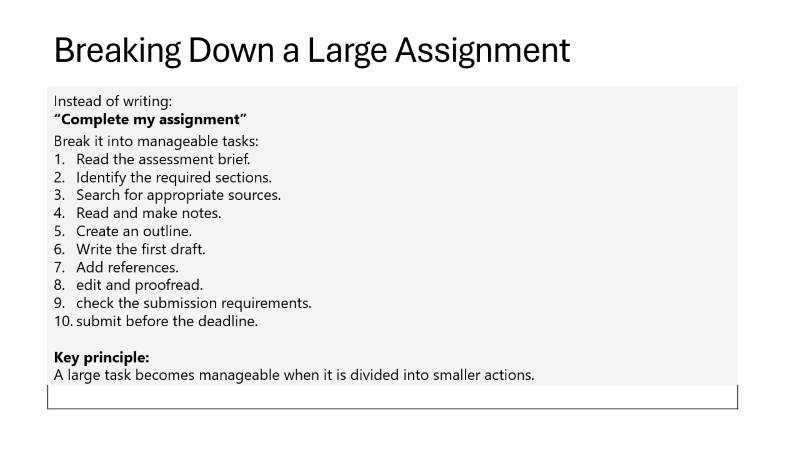 Breaking Down a Large Assignment
Instead of writing:
“Complete my assignment”
Break it into manageable tasks:
1. Read the assessment brief.
2. Identify the required sections.
3. Search for appropriate sources.
4. Read and make notes.
5. Create an outline.
6. Write the first draft.
7. Add references.
8. edit and proofread.
9. check the submission requirements.
10. submit before the deadline.
Key principle:
A large task becomes manageable when it is divided into smaller actions.